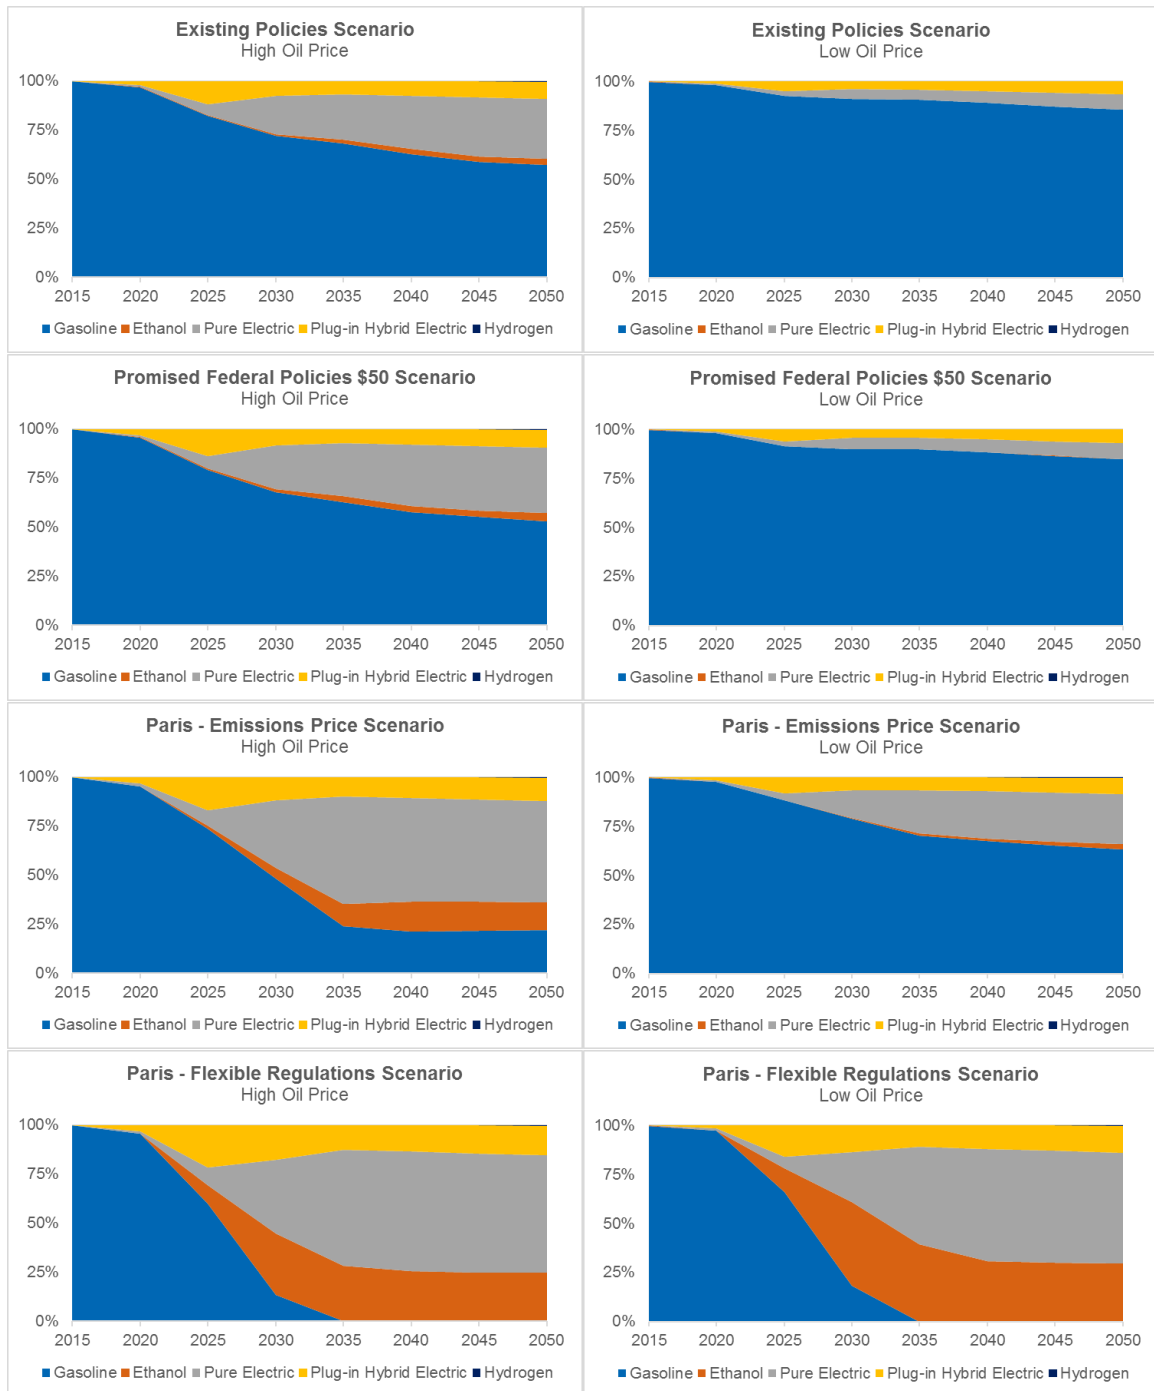 Existing Policies Scenario
High Oil Price
100%
75%
50%
25%
0%
2015 2020 2025 2030 2035 2040 2045 2050
Gasoline Ethanol Pure Electric Plug-in Hybrid Electric Hydrogen
Existing Policies Scenario
Low Oil Price
100%
75%
50%
25%
0%
2015 2020 2025 2030 2035 2040 2045 2050
Gasoline Ethanol Pure Electric Plug-in Hybrid Electric Hydrogen
Promised Federal Policies $50 Scenario
High Oil Price
100%
75%
50%
25%
0%
2015 2020 2025 2030 2035 2040 2045 2050
Gasoline Ethanol Pure Electric Plug-in Hybrid Electric Hydrogen
Promised Federal Policies $50 Scenario
Low Oil Price
100%
75%
50%
25%
0%
2015 2020 2025 2030 2035 2040 2045 2050
Gasoline Ethanol Pure Electric Plug-in Hybrid Electric Hydrogen
Paris - Emissions Price Scenario
High Oil Price
100%
75%
50%
25%
0%
2015 2020 2025 2030 2035 2040 2045 2050
Gasoline Ethanol Pure Electric Plug-in Hybrid Electric Hydrogen
Paris - Emissions Price Scenario
Low Oil Price
100%
75%
50%
25%
0%
2015 2020 2025 2030 2035 2040 2045 2050
Gasoline Ethanol Pure Electric Plug-in Hybrid Electric Hydrogen
Paris - Flexible Regulations Scenario
High Oil Price
100%
75%
50%
25%
0%
2015 2020 2025 2030 2035 2040 2045 2050
Gasoline Ethanol Pure Electric Plug-in Hybrid Electric Hydrogen
Paris - Flexible Regulations Scenario
Low Oil Price
100%
75%
50%
25%
0%
2015 2020 2025 2030 2035 2040 2045 2050
Gasoline Ethanol Pure Electric Plug-in Hybrid Electric Hydrogen